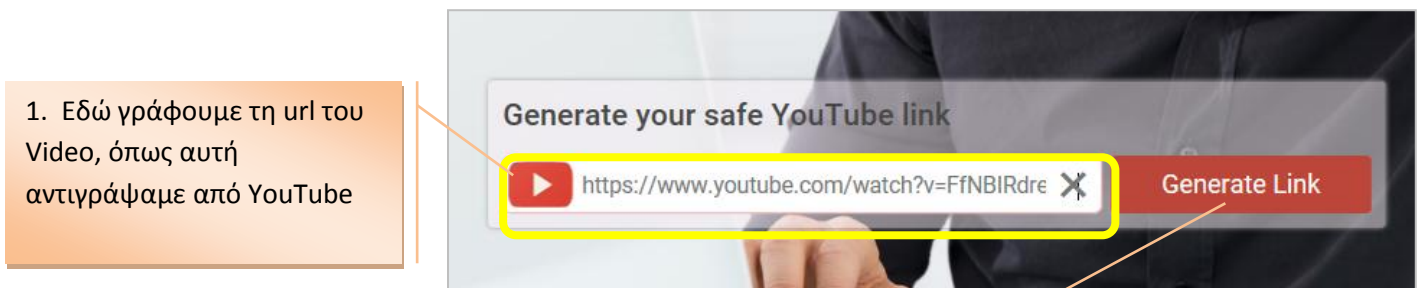 1. Εδώ γράφουμε τη url του
Video, όπως αυτή
αντιγράψαμε από YouTube
Generate your safe YouTube link
https://www.youtube.com/watch?v=FfNBIRdre
Generate Link